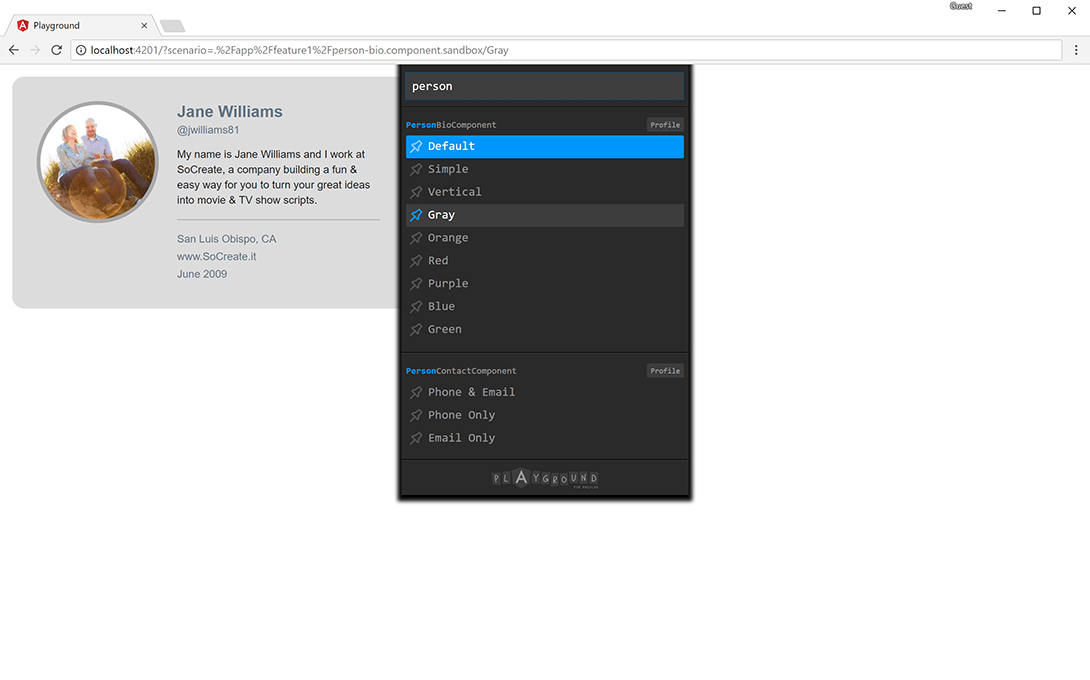 Guest
Playground
localhost:4201/?scenario=.%2Fapp%2Ffeature1%2Fperson-bio.component.sandbox/Gray
Jane Williams
@jwilliams81
My name is Jane Williams and I work at
SoCreate, a company building a fun &
easy way for you to turn your great ideas
into movie & TV show scripts.
San Luis Obispo, CA
www.SoCreate.it
June 2009
person
PersonBioComponent Profile
Default
Simple
Vertical
Gray
Orange
Red
Purple
Blue
Green
PersonContactComponent Profile
Phone & Email
Phone Only
Email Only
PLAYGROUND
FOR ANGULAR